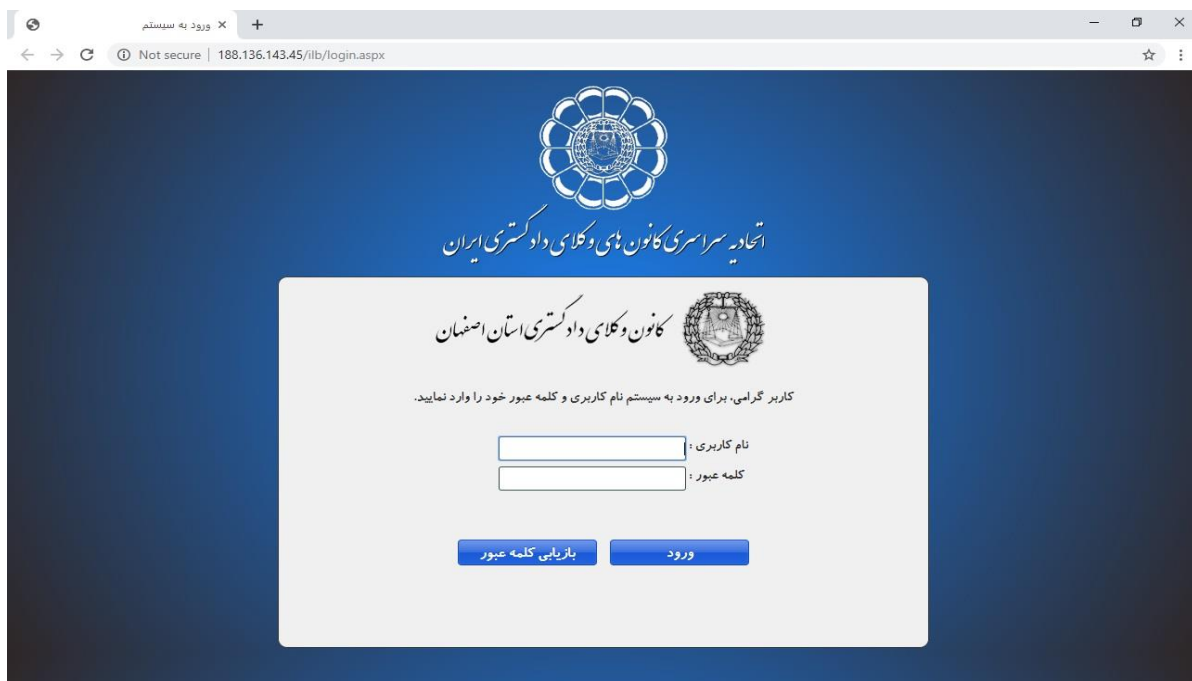 ورود به سیستم
Not secure | 188.136.143.45/ilb/login.aspx
اتحادیه سراسری کانون های وکلای دادگستری ایران
کانون وکلای دادگستری استان اصفهان
کاربر گرامی، برای ورود به سیستم نام کاربری و کلمه عبور خود را وارد نمایید.
نام کاربری :
کلمه عبور :
ورود
بازیابی کلمه عبور